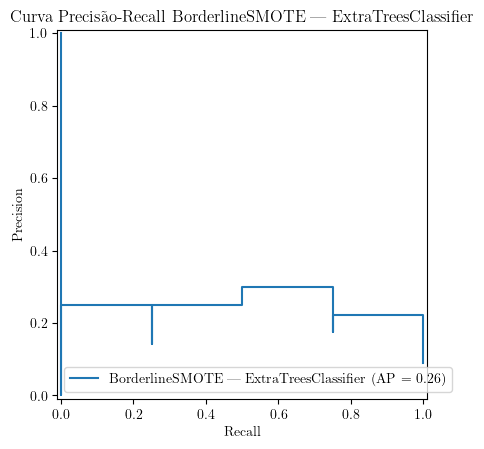 Curva Precisão-Recall BorderlineSMOTE — ExtraTreesClassifier
1.0
0.8
0.6
0.4
0.2
0.0
Precision
BorderlineSMOTE — ExtraTreesClassifier (AP = 0.26)
0.0 0.2 0.4 0.6 0.8 1.0
Recall